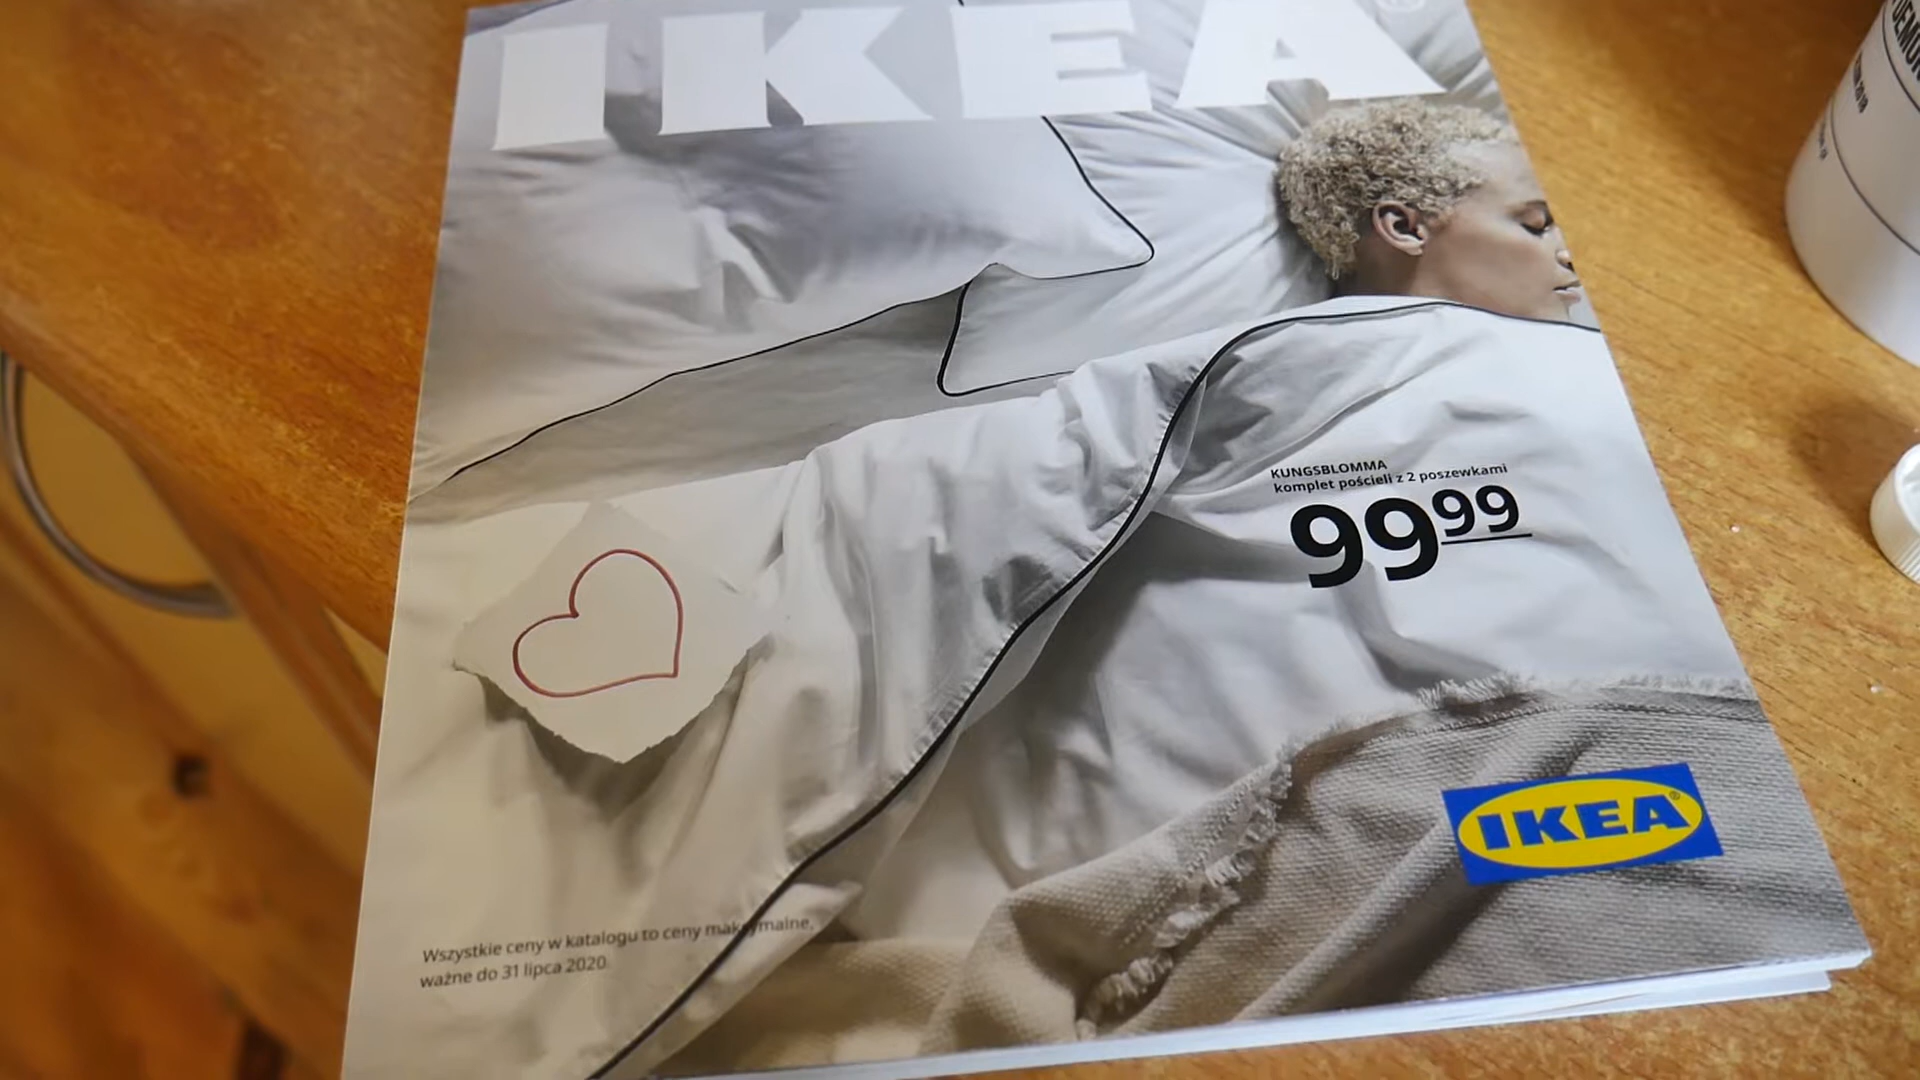 IKEA
KUNGSBLOMMA
komplet pościeli z 2 poszewkami
99 99
IKEA
Wszystkie ceny w katalogu to ceny maksymalne,
ważne do 31 lipca 2020.